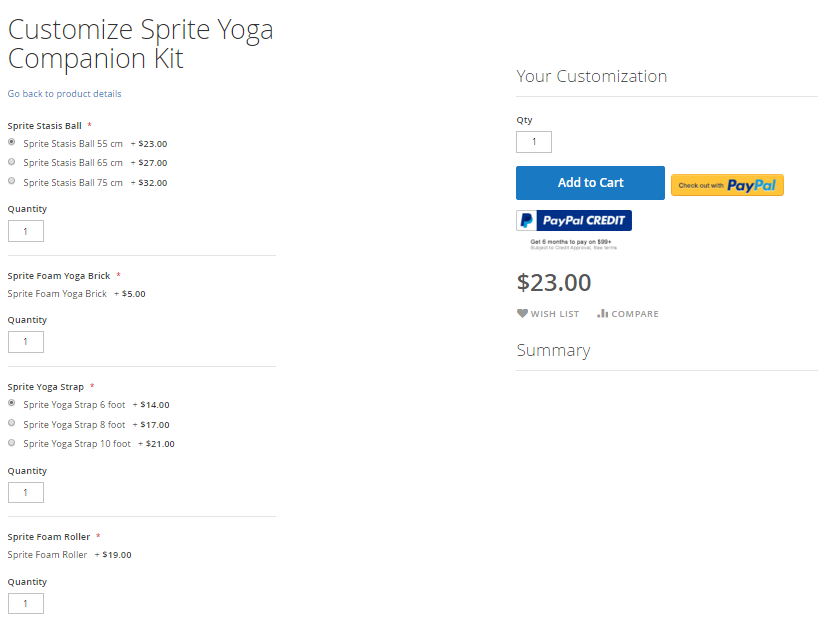 Customize Sprite Yoga
Companion Kit
Go back to product details
Sprite Stasis Ball *
Sprite Stasis Ball 55 cm + $23.00
Sprite Stasis Ball 65 cm + $27.00
Sprite Stasis Ball 75 cm + $32.00
Quantity
1
Sprite Foam Yoga Brick *
Sprite Foam Yoga Brick + $5.00
Quantity
1
Sprite Yoga Strap *
Sprite Yoga Strap 6 foot + $14.00
Sprite Yoga Strap 8 foot + $17.00
Sprite Yoga Strap 10 foot + $21.00
Quantity
1
Sprite Foam Roller *
Sprite Foam Roller + $19.00
Quantity
1
Your Customization
Qty
1
Add to Cart
Check out with PayPal
PayPal CREDIT
Get 6 months to pay on $99+
Subject to Credit Approval. See terms
$23.00
WISH LIST COMPARE
Summary